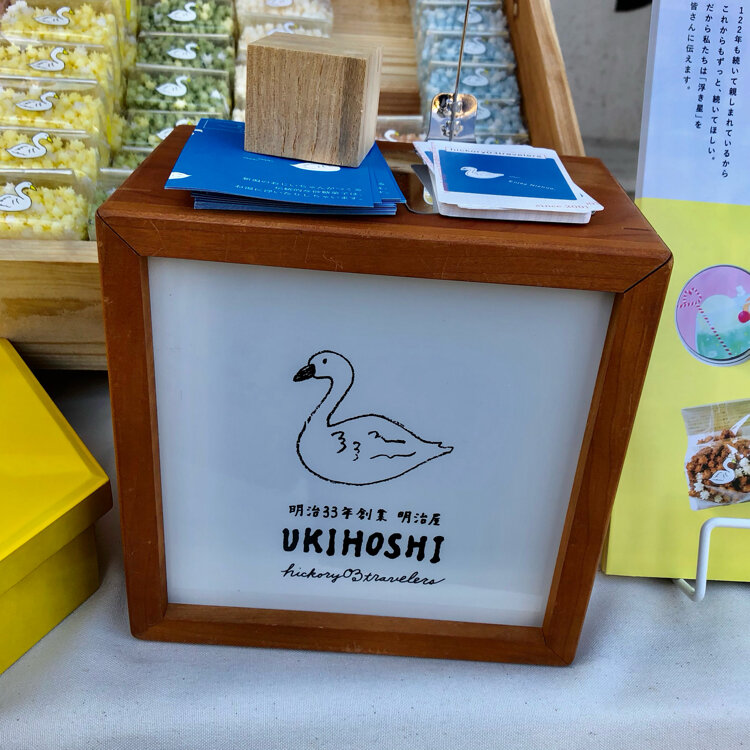 122年も続いて親しまれているから
これからもずっと、続いてほしい。
だから私たちは「浮き星」を
皆さんに伝えます。
hickory03travelers
明治33年創業 明治屋
UKIHOSHI
hickory03travelers